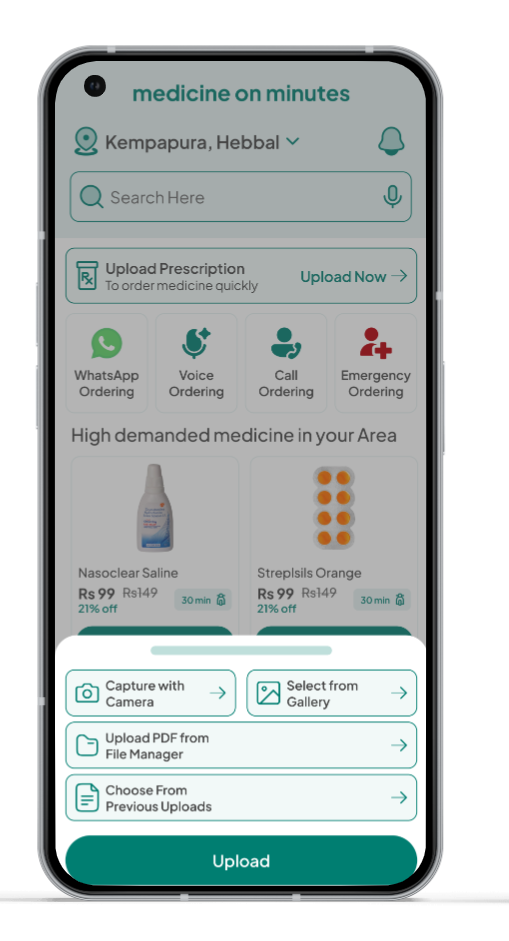 medicine on minutes
Kempapura, Hebbal
Search Here
Upload Prescription
To order medicine quickly
Upload Now
WhatsApp
Ordering
Voice
Ordering
Call
Ordering
Emergency
Ordering
High demanded medicine in your Area
Nasoclear Saline
Rs 99 Rs149
21% off
30 min
Streplsils Orange
Rs 99 Rs149
21% off
30 min
Capture with
Camera
Select from
Gallery
Upload PDF from
File Manager
Choose From
Previous Uploads
Upload